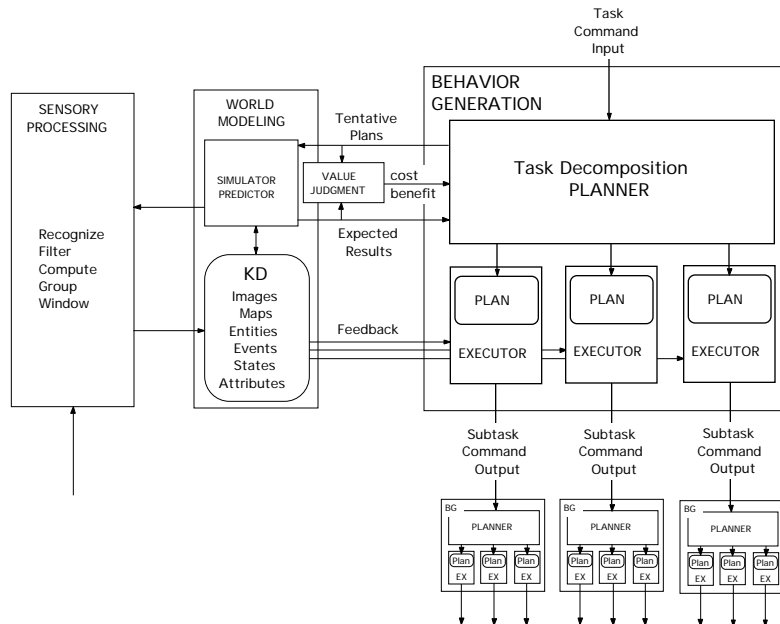 Task
Command
Input
BEHAVIOR
GENERATION
SENSORY
PROCESSING
WORLD
MODELING
Tentative
Plans
Task Decomposition
PLANNER
SIMULATOR
PREDICTOR
VALUE
JUDGMENT
cost
benefit
Expected
Results
Recognize
Filter
Compute
Group
Window
KD
Images
Maps
Entities
Events
States
Attributes
Feedback
PLAN
EXECUTOR
PLAN
EXECUTOR
PLAN
EXECUTOR
Subtask
Command
Output
Subtask
Command
Output
Subtask
Command
Output
BG
PLANNER
Plan
EX
Plan
EX
Plan
EX
BG
PLANNER
Plan
EX
Plan
EX
Plan
EX
BG
PLANNER
Plan
EX
Plan
EX
Plan
EX